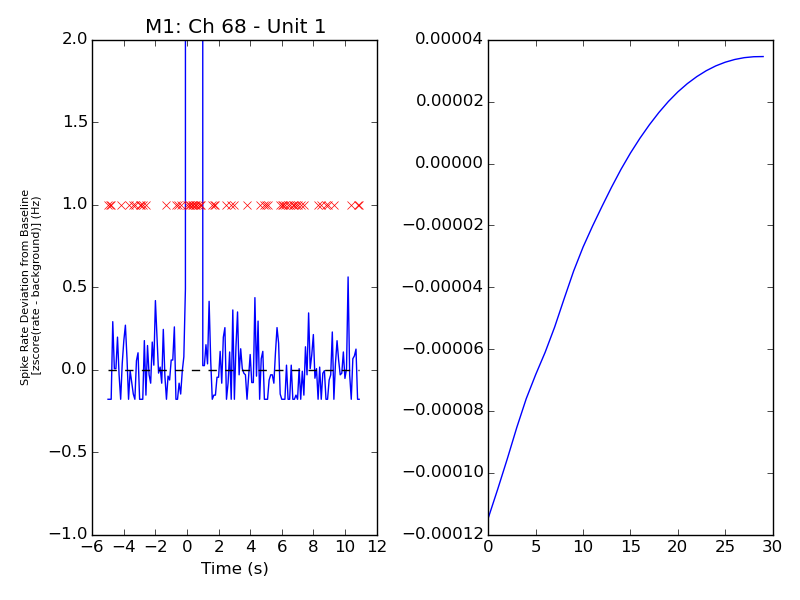 M1: Ch 68 - Unit 1
2.0
1.5
1.0
0.5
0.0
−0.5
−1.0
Spike Rate Deviation from Baseline
[zscore(rate - background)] (Hz)
−6 −4 −2 0 2 4 6 8 10 12
Time (s)
0.00004
0.00002
0.00000
−0.00002
−0.00004
−0.00006
−0.00008
−0.00010
−0.00012
0 5 10 15 20 25 30